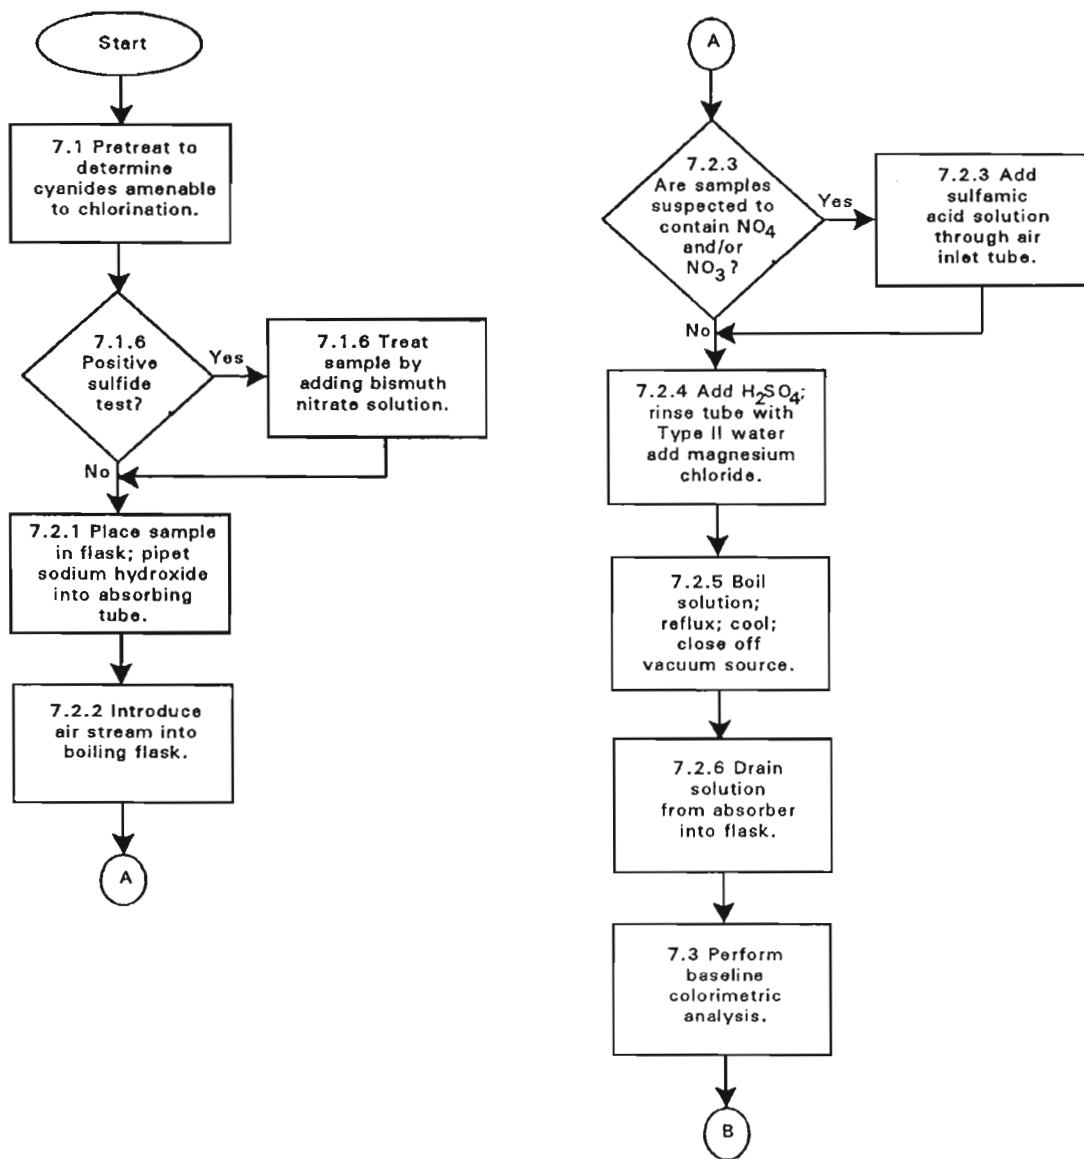 Start
7.1 Pretreat to
determine
cyanides amenable
to chlorination.
7.1.6
Positive
sulfide
test?
Yes
7.1.6 Treat
sample by
adding bismuth
nitrate solution.
No
7.2.1 Place sample
in flask; pipet
sodium hydroxide
into absorbing
tube.
7.2.2 Introduce
air stream into
boiling flask.
A
A
7.2.3
Are samples
suspected to
contain NO4
and/or
NO3?
Yes
7.2.3 Add
sulfamic
acid solution
through air
inlet tube.
No
7.2.4 Add H2SO4;
rinse tube with
Type II water
add magnesium
chloride.
7.2.5 Boil
solution;
reflux; cool;
close off
vacuum source.
7.2.6 Drain
solution
from absorber
into flask.
7.3 Perform
baseline
colorimetric
analysis.
B